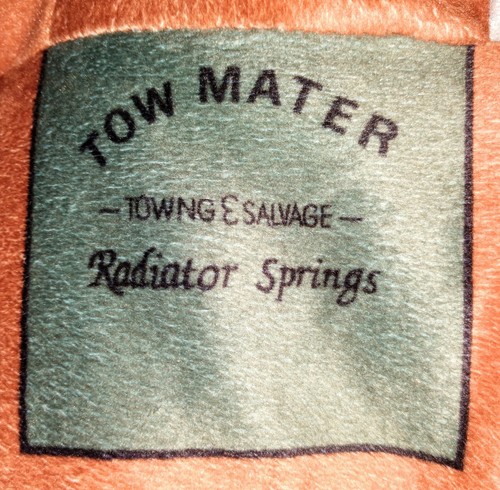 TOW MATER
- TOWNG & SALVAGE -
Radiator Springs